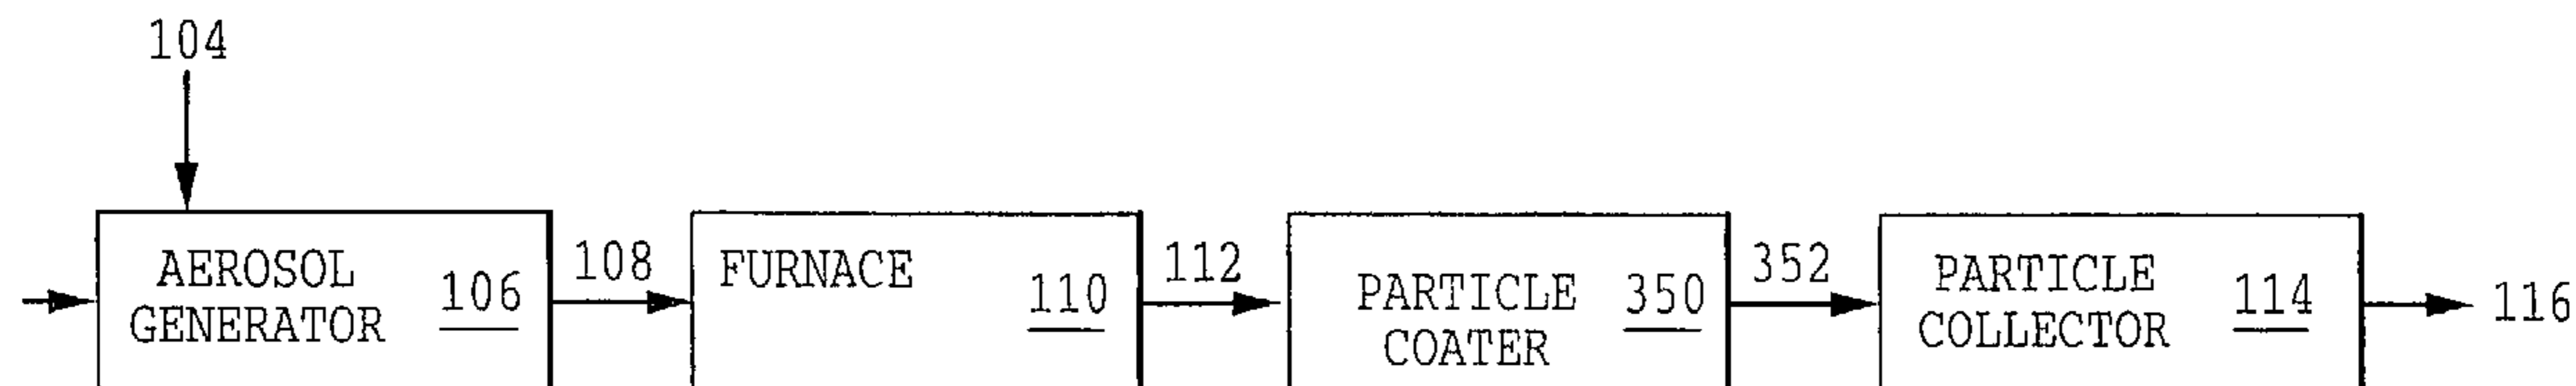 104
AEROSOL
GENERATOR
106
108
FURNACE
110
112
PARTICLE
COATER
350
352
PARTICLE
COLLECTOR
114
116